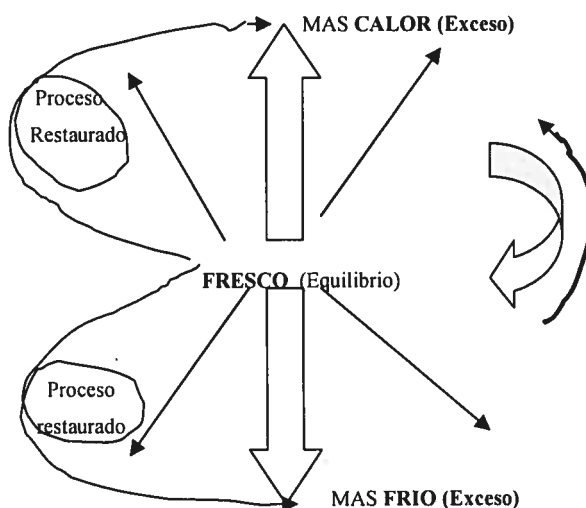 MAS CALOR (Exceso)
Proceso
Restaurado
FRESCO (Equilibrio)
Proceso
restaurado
MAS FRIO (Exceso)